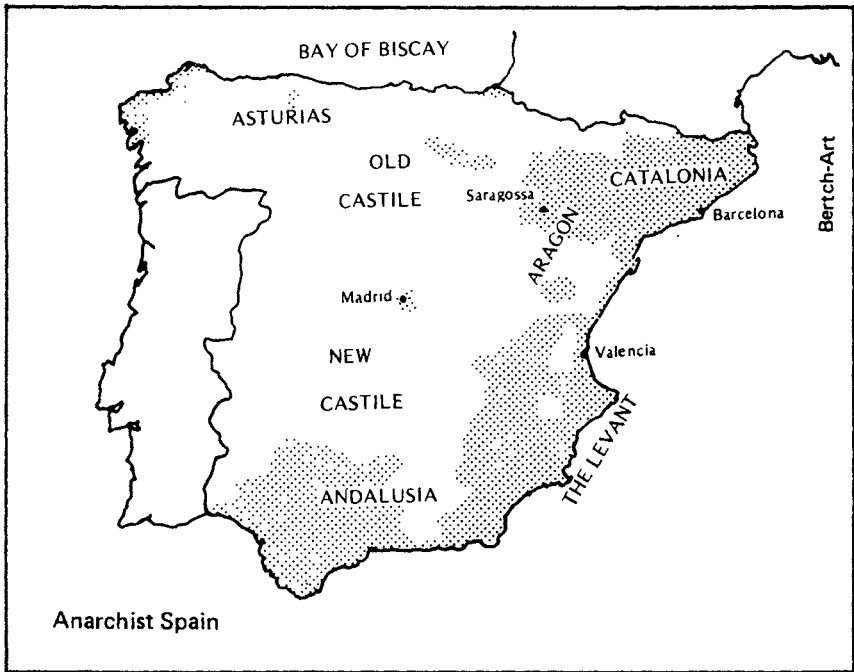 BAY OF BISCAY
ASTURIAS
OLD
CASTILE
Saragossa
CATALONIA
Barcelona
ARAGON
Bertch-Art
Madrid
NEW
CASTILE
Valencia
THE LEVANT
ANDALUSIA
Anarchist Spain